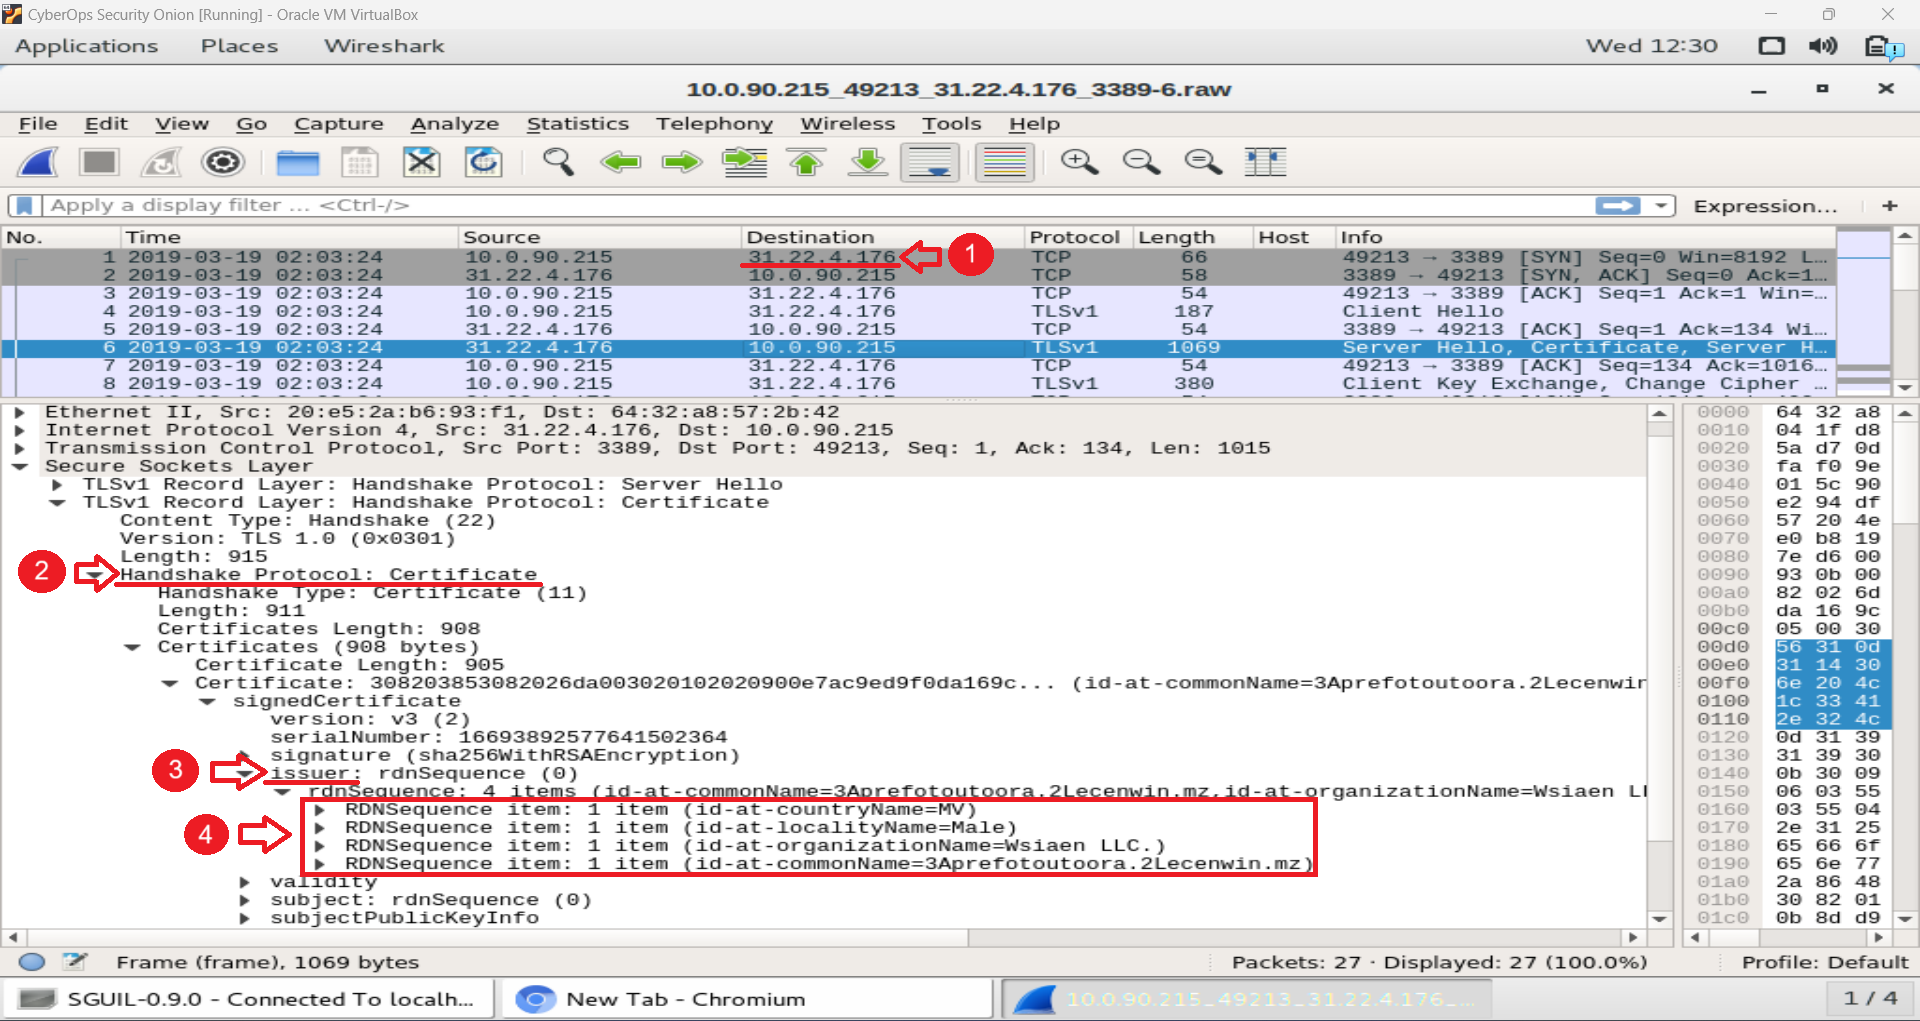 CyberOps Security Onion [Running] - Oracle VM VirtualBox
Applications Places Wireshark Wed 12:30
10.0.90.215_49213_31.22.4.176_3389-6.raw
File Edit View Go Capture Analyze Statistics Telephony Wireless Tools Help
Apply a display filter ... <Ctrl-/> Expression... +
No. Time Source Destination Protocol Length Host Info
1 2019-03-19 02:03:24 10.0.90.215 31.22.4.176 TCP 66 49213 → 3389 [SYN] Seq=0 Win=8192 L...
1
2 2019-03-19 02:03:24 31.22.4.176 10.0.90.215 TCP 58 3389 → 49213 [SYN, ACK] Seq=0 Ack=1...
3 2019-03-19 02:03:24 10.0.90.215 31.22.4.176 TCP 54 49213 → 3389 [ACK] Seq=1 Ack=1 Win=...
4 2019-03-19 02:03:24 10.0.90.215 31.22.4.176 TLSv1 187 Client Hello
5 2019-03-19 02:03:24 31.22.4.176 10.0.90.215 TCP 54 3389 → 49213 [ACK] Seq=1 Ack=134 Wi...
6 2019-03-19 02:03:24 31.22.4.176 10.0.90.215 TLSv1 1069 Server Hello, Certificate, Server H...
7 2019-03-19 02:03:24 10.0.90.215 31.22.4.176 TCP 54 49213 → 3389 [ACK] Seq=134 Ack=1016...
8 2019-03-19 02:03:24 10.0.90.215 31.22.4.176 TLSv1 380 Client Key Exchange, Change Cipher ...
Ethernet II, Src: 20:e5:2a:b6:93:f1, Dst: 64:32:a8:57:2b:42
Internet Protocol Version 4, Src: 31.22.4.176, Dst: 10.0.90.215
Transmission Control Protocol, Src Port: 3389, Dst Port: 49213, Seq: 1, Ack: 134, Len: 1015
Secure Sockets Layer
TLSv1 Record Layer: Handshake Protocol: Server Hello
TLSv1 Record Layer: Handshake Protocol: Certificate
Content Type: Handshake (22)
Version: TLS 1.0 (0x0301)
Length: 915
2
Handshake Protocol: Certificate
Handshake Type: Certificate (11)
Length: 911
Certificates Length: 908
Certificates (908 bytes)
Certificate Length: 905
Certificate: 308203853082026da003020102020900e7ac9ed9f0da169c... (id-at-commonName=3Aprefotoutoora.2Lecenwin
signedCertificate
version: v3 (2)
serialNumber: 16693892577641502364
signature (sha256WithRSAEncryption)
3
issuer: rdnSequence (0)
rdnSequence: 4 items (id-at-commonName=3Aprefotoutoora.2Lecenwin.mz,id-at-organizationName=Wsiaen Ll
4
RDNSequence item: 1 item (id-at-countryName=MV)
RDNSequence item: 1 item (id-at-localityName=Male)
RDNSequence item: 1 item (id-at-organizationName=Wsiaen LLC.)
RDNSequence item: 1 item (id-at-commonName=3Aprefotoutoora.2Lecenwin.mz)
validity
subject: rdnSequence (0)
subjectPublicKeyInfo
0000 64 32 a8
0010 04 1f d8
0020 5a d7 0d
0030 fa f0 9e
0040 01 5c 90
0050 e2 94 df
0060 57 20 4e
0070 e0 b8 19
0080 7e d6 00
0090 93 0b 00
00a0 82 02 6d
00b0 da 16 9c
00c0 05 00 30
00d0 56 31 0d
00e0 31 14 30
00f0 6e 20 4c
0100 1c 33 41
0110 2e 32 4c
0120 0d 31 39
0130 31 39 30
0140 0b 30 09
0150 06 03 55
0160 03 55 04
0170 2e 31 25
0180 65 66 6f
0190 65 6e 77
01a0 2a 86 48
01b0 30 82 01
01c0 0b 8d d9
Frame (frame), 1069 bytes Packets: 27 · Displayed: 27 (100.0%) Profile: Default
SGUIL-0.9.0 - Connected To localh... New Tab - Chromium 10.0.90.215_49213_31.22.4.176_... 1 / 4